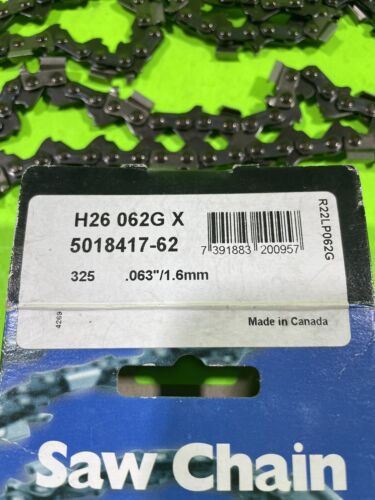 H26 062G X
5018417-62
7 391883 200957
325 .063"/1.6mm
R22LP062G
4269
Made in Canada
Saw Chain